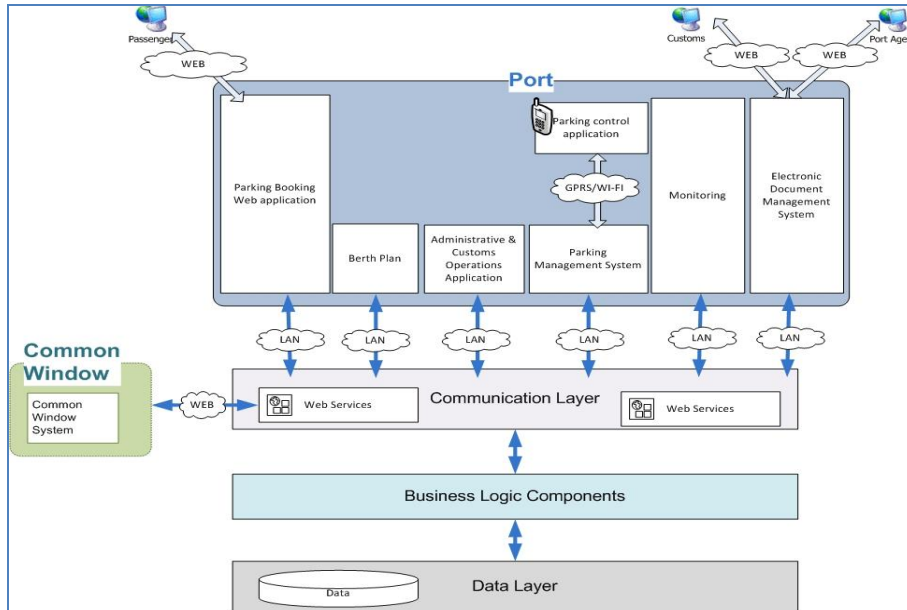 Passenger
Customs
Port Age
WEB
WEB
WEB
Port
Parking control
application
GPRS/WI-FI
Parking Booking
Web application
Berth Plan
Administrative &
Customs
Operations
Application
Parking
Management System
Monitoring
Electronic
Document
Management
System
LAN
LAN
LAN
LAN
LAN
LAN
Common
Window
Common
Window
System
WEB
Web Services
Communication Layer
Web Services
Business Logic Components
Data
Data Layer